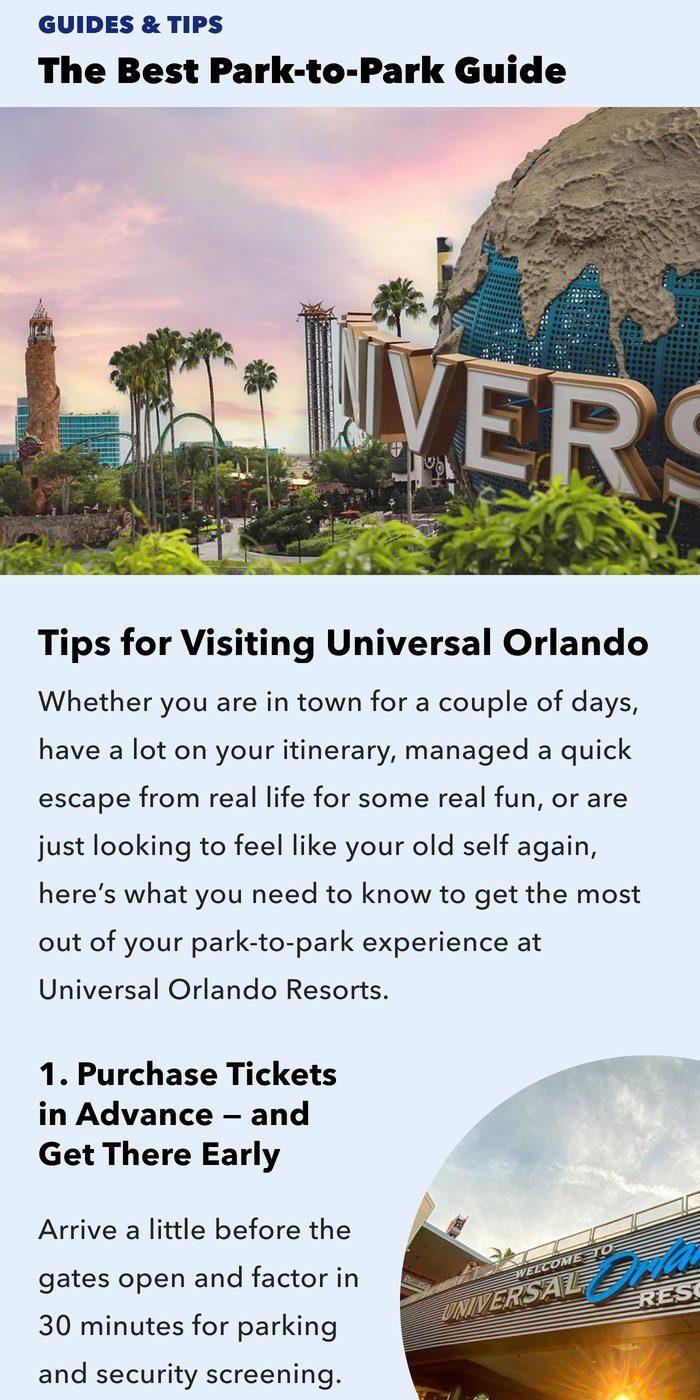 GUIDES & TIPS
The Best Park-to-Park Guide
NIVERS
Tips for Visiting Universal Orlando
Whether you are in town for a couple of days,
have a lot on your itinerary, managed a quick
escape from real life for some real fun, or are
just looking to feel like your old self again,
here’s what you need to know to get the most
out of your park-to-park experience at
Universal Orlando Resorts.
1. Purchase Tickets
in Advance – and
Get There Early
Arrive a little before the
gates open and factor in
30 minutes for parking
and security screening.
WELCOME TO
UNIVERSAL Orla
RESO